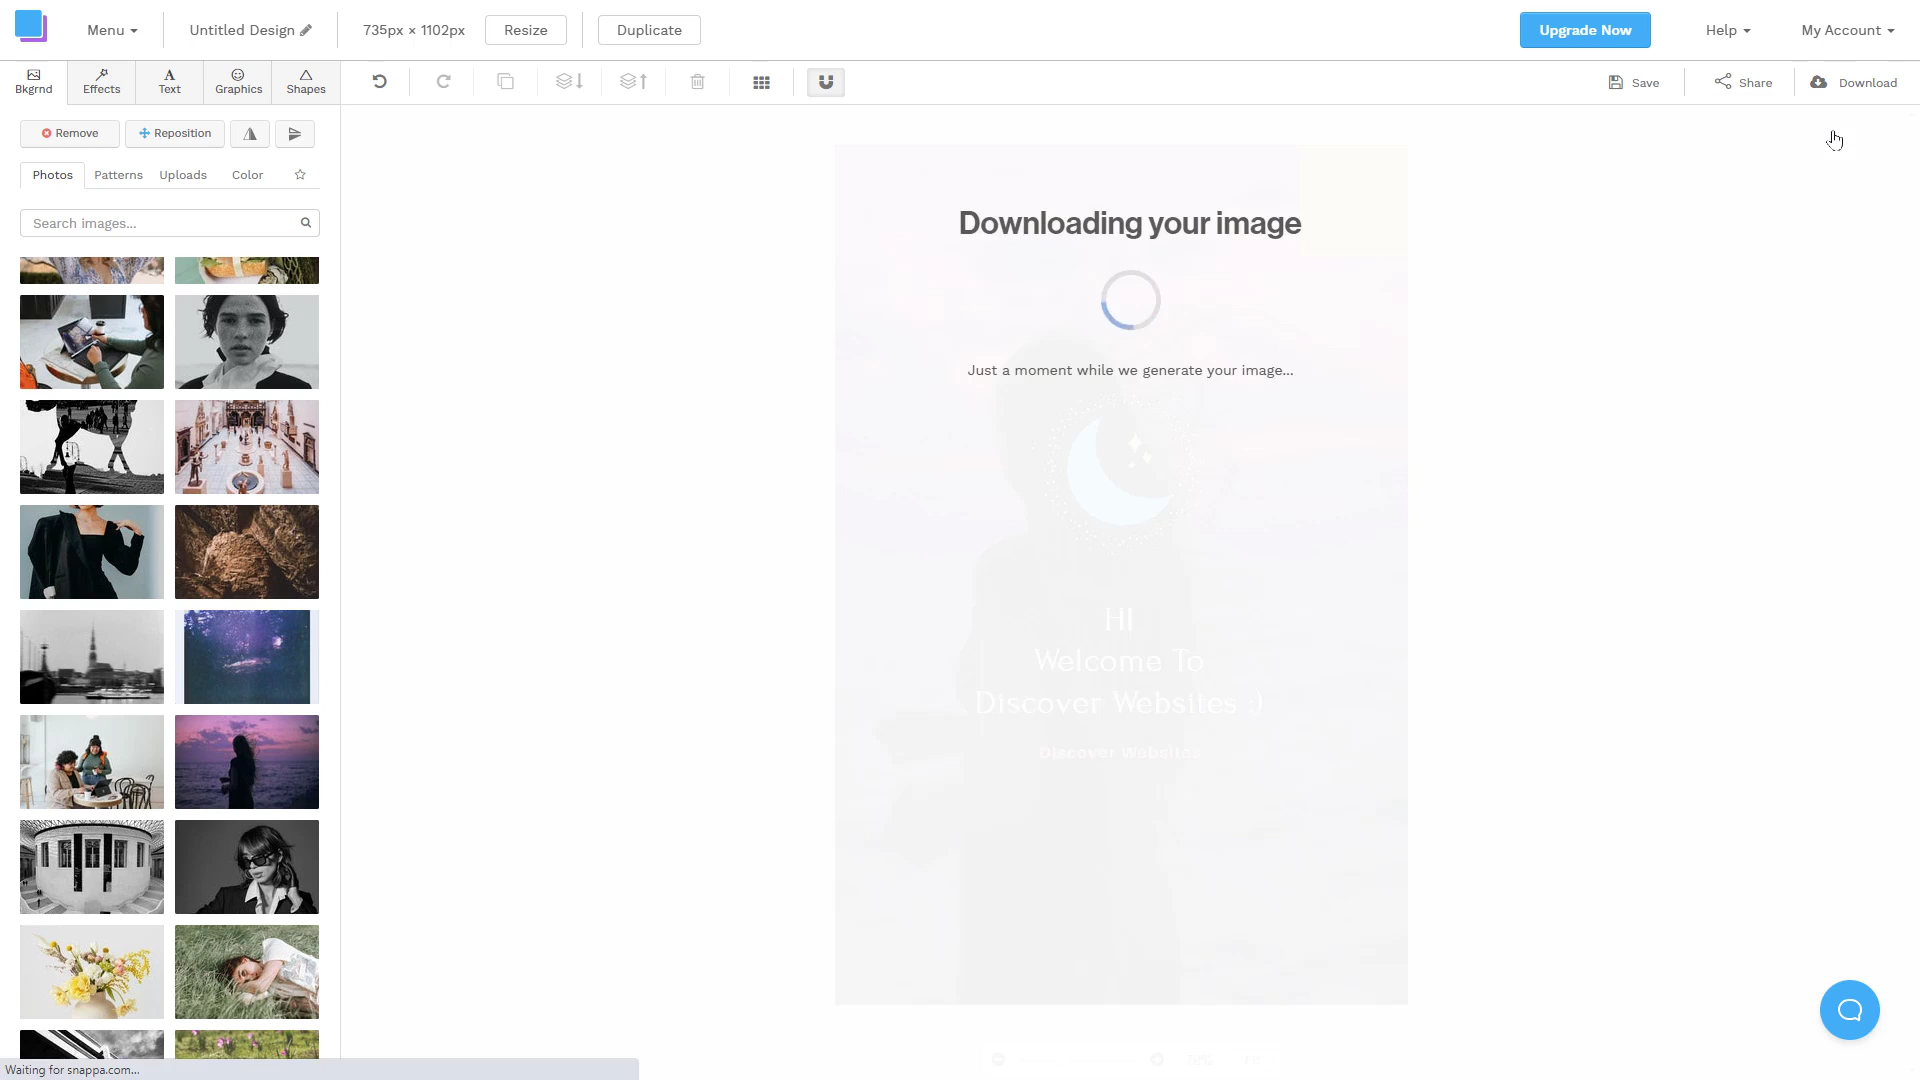 Menu
Untitled Design
735px × 1102px
Resize
Duplicate
Upgrade Now
Help
My Account
Bkgrnd
Effects
Text
Graphics
Shapes
Save
Share
Download
Remove
Reposition
Photos
Patterns
Uploads
Color
Search images...
Downloading your image
Just a moment while we generate your image...
HI
Welcome To
Discover Websites :)
Discover Websites
Waiting for snappa.com...